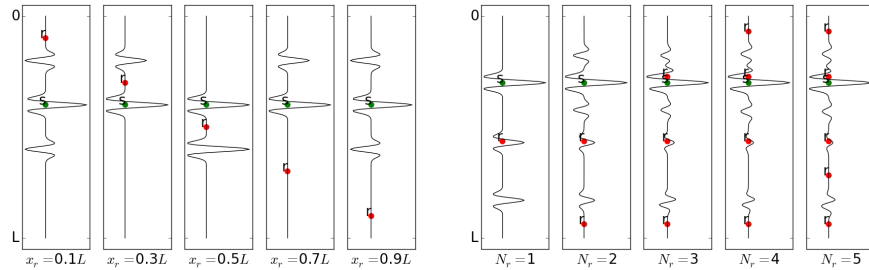 0
r r r r r
s s s s s
L
x_r = 0.1L x_r = 0.3L x_r = 0.5L x_r = 0.7L x_r = 0.9L
r r
r r r
s s s s s
r r r r r
r
r r r r
N_r = 1 N_r = 2 N_r = 3 N_r = 4 N_r = 5